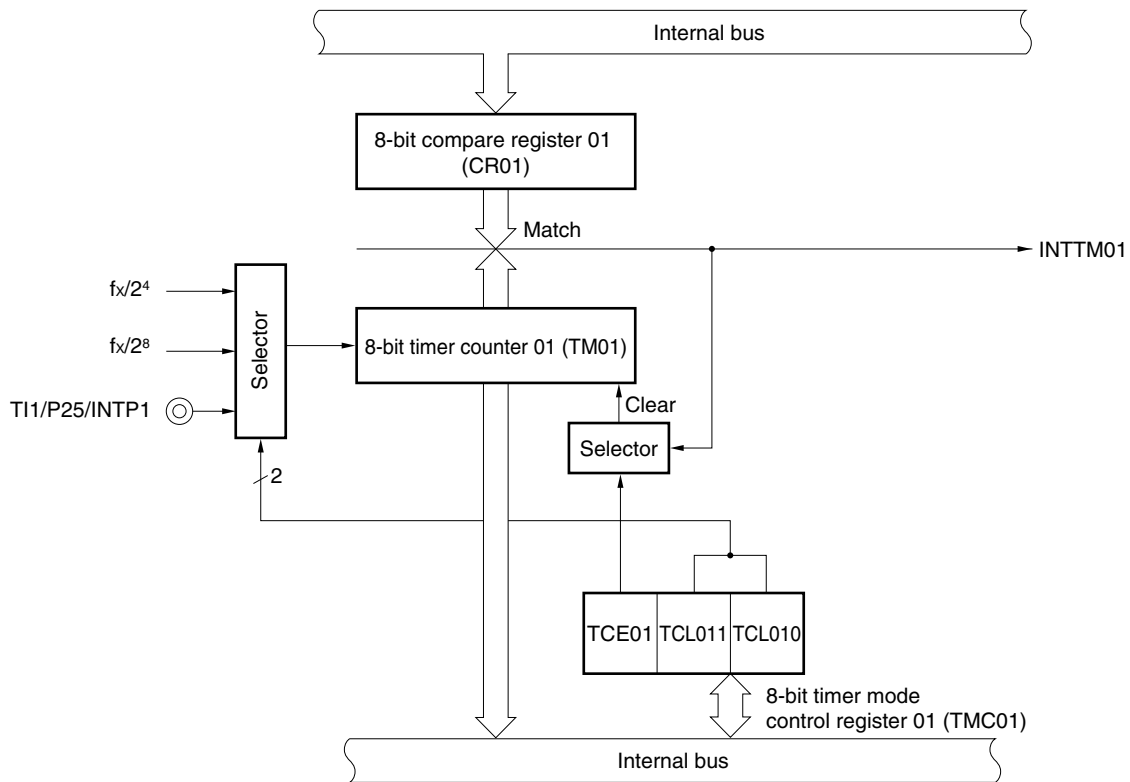 Internal bus
8-bit compare register 01
(CR01)
Match
INTTM01
fx/2⁴
fx/2⁸
TI1/P25/INTP1
Selector
8-bit timer counter 01 (TM01)
Clear
Selector
2
TCE01
TCL011
TCL010
8-bit timer mode
control register 01 (TMC01)
Internal bus